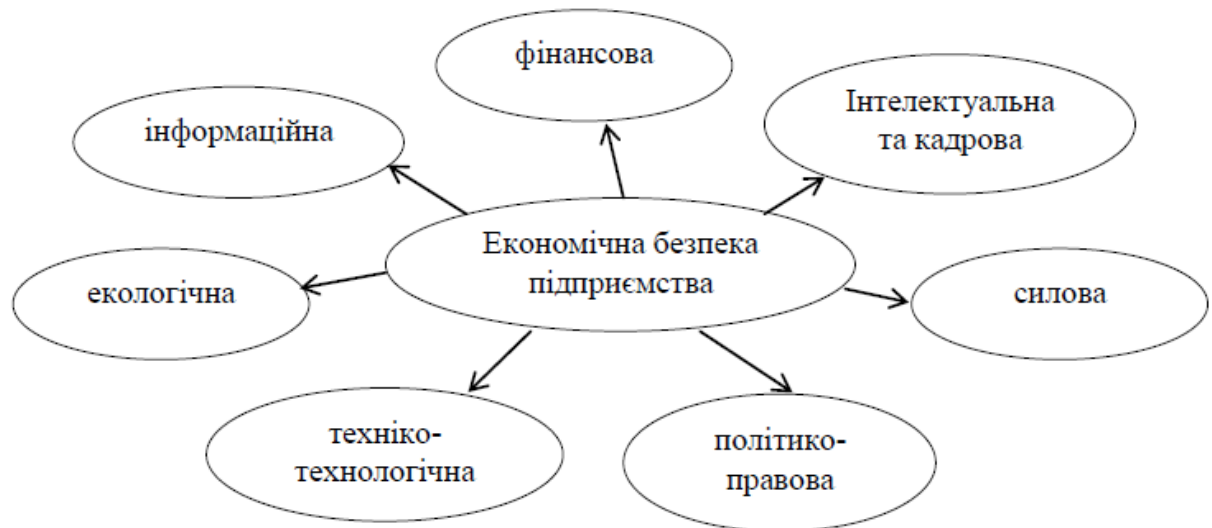 фінансова
Інтелектуальна
та кадрова
інформаційна
Економічна безпека
підприємства
екологічна
силова
техніко-
технологічна
політико-
правова